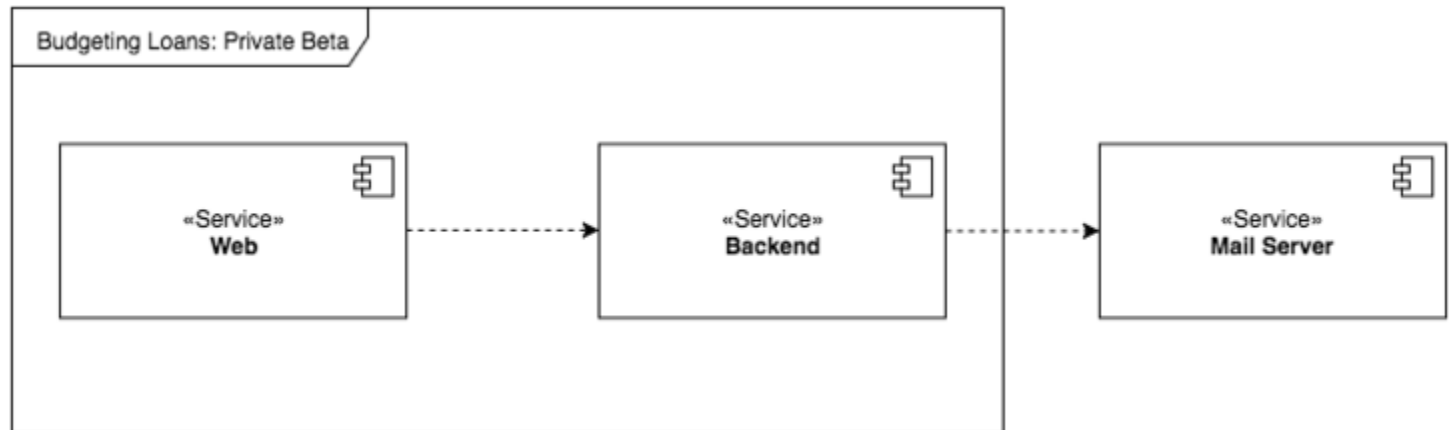 Budgeting Loans: Private Beta
«Service»
Web
«Service»
Backend
«Service»
Mail Server